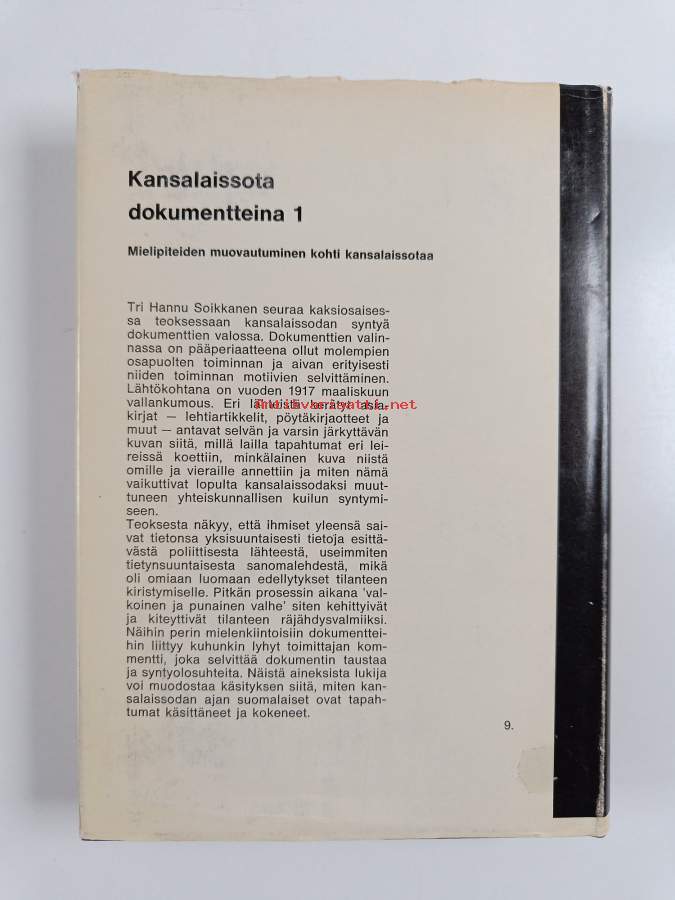 Kansalaissota
dokumentteina 1
Mielipiteiden muovautuminen kohti kansalaissotaa
Tri Hannu Soikkanen seuraa kaksiosaises-
sa teoksessaan kansalaissodan syntyä
dokumenttien valossa. Dokumenttien valin-
nassa on pääperiaatteena ollut molempien
osapuolten toiminnan ja aivan erityisesti
niiden toiminnan motiivien selvittäminen.
Lähtökohtana on vuoden 1917 maaliskuun
vallankumous. Eri
kirjat — lehtiartikkelit, pöytäkirjaotteet ja
muut — antavat selvän ja varsin järkyttävän
kuvan siitä, millä lailla tapahtumat eri lei-
reissä koettiin, minkälainen kuva niistä
omille ja vieraille annettiin ja miten nämä
vaikuttivat lopulta kansalaissodaksi muut-
tuneen yhteiskunnallisen kuilun syntymi-
seen.
Teoksesta näkyy, että ihmiset yleensä sai-
vat tietonsa yksisuuntaisesti tietoja esittä-
västä poliittisesta lähteestä, useimmiten
tietynsuuntaisesta sanomalehdestä, mikä
oli omiaan luomaan edellytykset tilanteen
kiristymiselle. Pitkän prosessin aikana 'val-
koinen ja punainen valhe' siten kehittyivät
ja kiteyttivät tilanteen räjähdysvalmiiksi.
Näihin perin mielenkiintoisiin dokumenttei-
hin liittyy kuhunkin lyhyt toimittajan kom-
mentti, joka selvittää dokumentin taustaa
ja syntyolosuhteita. Näistä aineksista lukija
voi muodostaa käsityksen siitä, miten kan-
salaissodan ajan suomalaiset ovat tapah-
tumat käsittäneet ja kokeneet.
9.